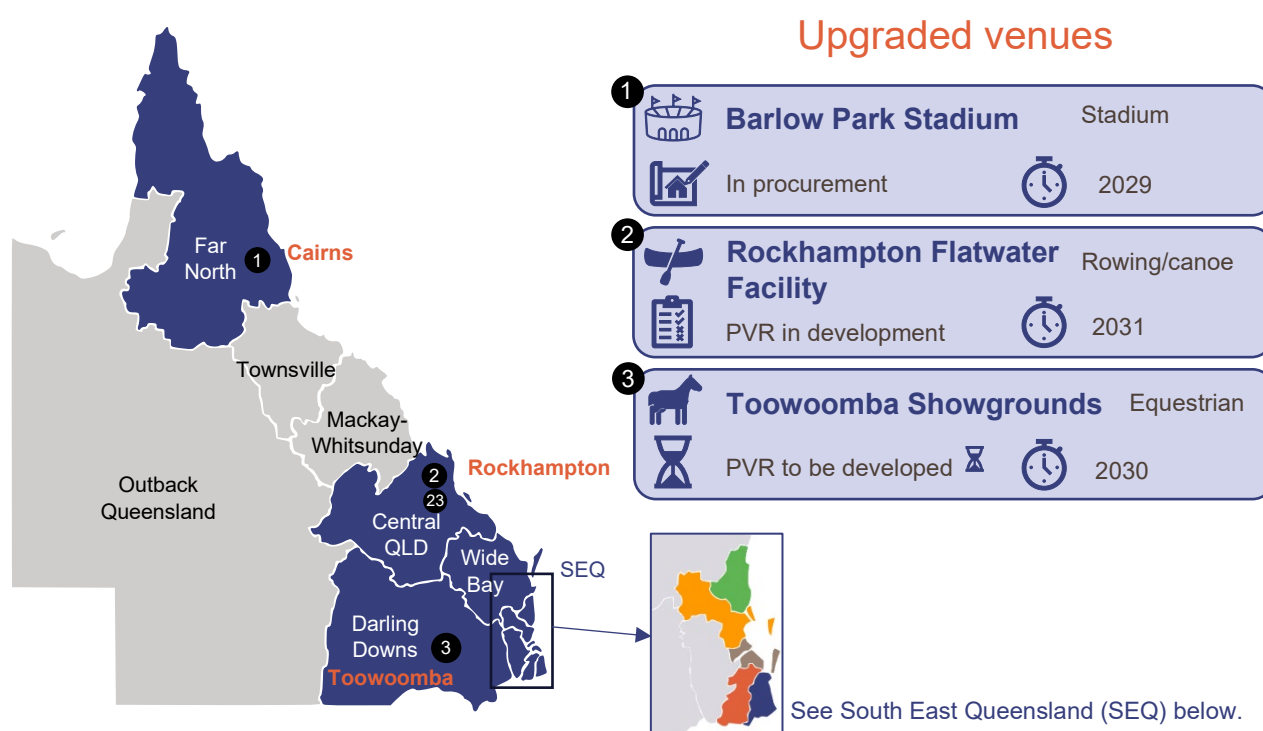 Upgraded venues
1
Barlow Park Stadium
Stadium
In procurement
2029
2
Rockhampton Flatwater
Facility
Rowing/canoe
PVR in development
2031
3
Toowoomba Showgrounds
Equestrian
PVR to be developed
2030
Far
North
1
Cairns
Townsville
Mackay-
Whitsunday
Rockhampton
2
23
Outback
Queensland
Central
QLD
Wide
Bay
SEQ
Darling
Downs
3
Toowoomba
See South East Queensland (SEQ) below.